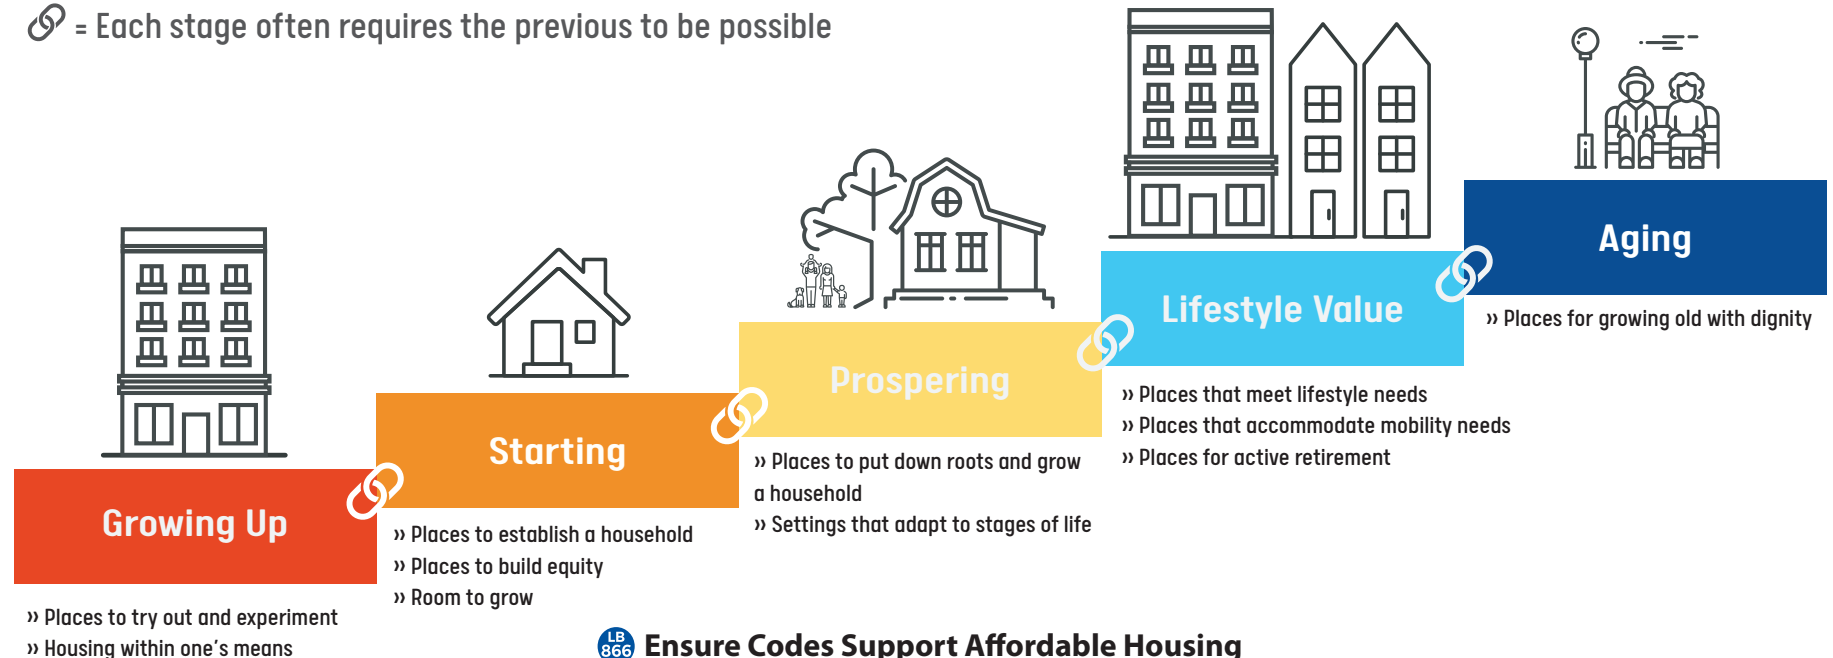 = Each stage often requires the previous to be possible
Aging
›› Places for growing old with dignity
Lifestyle Value
›› Places that meet lifestyle needs
›› Places that accommodate mobility needs
›› Places for active retirement
Prospering
›› Places to put down roots and grow
a household
›› Settings that adapt to stages of life
Starting
›› Places to establish a household
›› Places to build equity
›› Room to grow
Growing Up
›› Places to try out and experiment
›› Housing within one's means
LB
866
Ensure Codes Support Affordable Housing